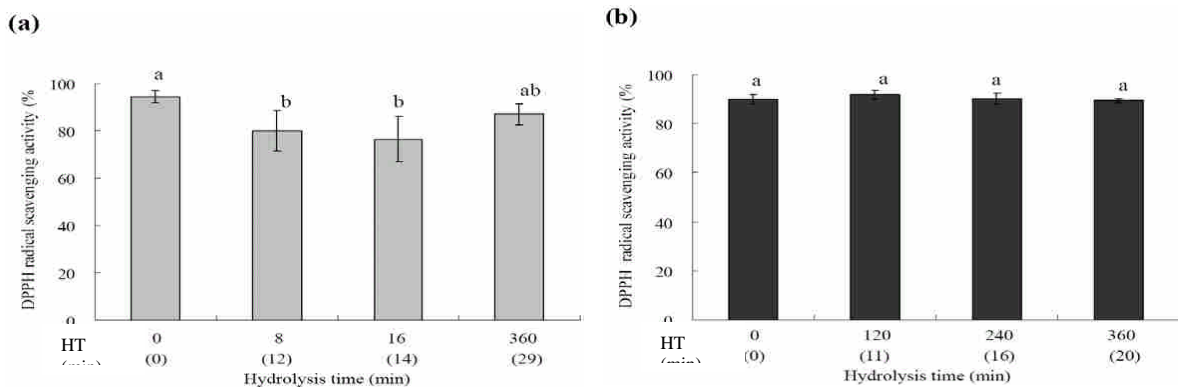 (a)
DPPH radical scavenging activity (%
100
80
60
40
20
0
a
b
b
ab
0 8 16 360
HT (0) (12) (14) (29)
(min)
Hydrolysis time (min)
(b)
DPPH radical scavenging activity (%
100
80
60
40
20
0
a
a
a
a
0 120 240 360
HT (0) (11) (16) (20)
(min)
Hydrolysis time (min)